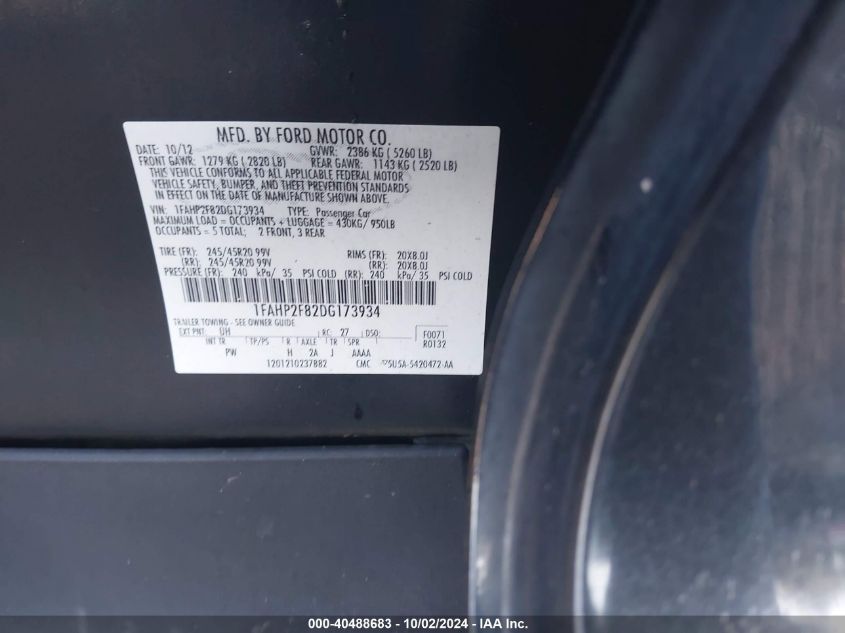 MFD. BY FORD MOTOR CO.
DATE: 10/12 GVWR: 2386 KG ( 5260 LB)
FRONT GAWR: 1279 KG ( 2820 LB) REAR GAWR: 1143 KG ( 2520 LB)
THIS VEHICLE CONFORMS TO ALL APPLICABLE FEDERAL MOTOR
VEHICLE SAFETY, BUMPER, AND THEFT PREVENTION STANDARDS
IN EFFECT ON THE DATE OF MANUFACTURE SHOWN ABOVE.
VIN: 1FAHP2F82DG173934 TYPE: Passenger Car
MAXIMUM LOAD = OCCUPANTS + LUGGAGE = 430KG/ 950LB
OCCUPANTS = 5 TOTAL; 2 FRONT, 3 REAR
TIRE (FR): 245/45R20 99V RIMS (FR): 20X8.0J
(RR): 245/45R20 99V (RR): 20X8.0J
PRESSURE (FR): 240 kPa/ 35 PSI COLD (RR): 240 kPa/ 35 PSI COLD
1FAHP2F82DG173934
TRAILER TOWING - SEE OWNER GUIDE
EXT PNT: UH RC: 27 DSO: F0071
INT TR TP/PS R AXLE TR SPR R0132
PW H 2A J AAAA
1201210237882 CMC 5U5A-5420472-AA
000-40488683 - 10/02/2024 - IAA Inc.